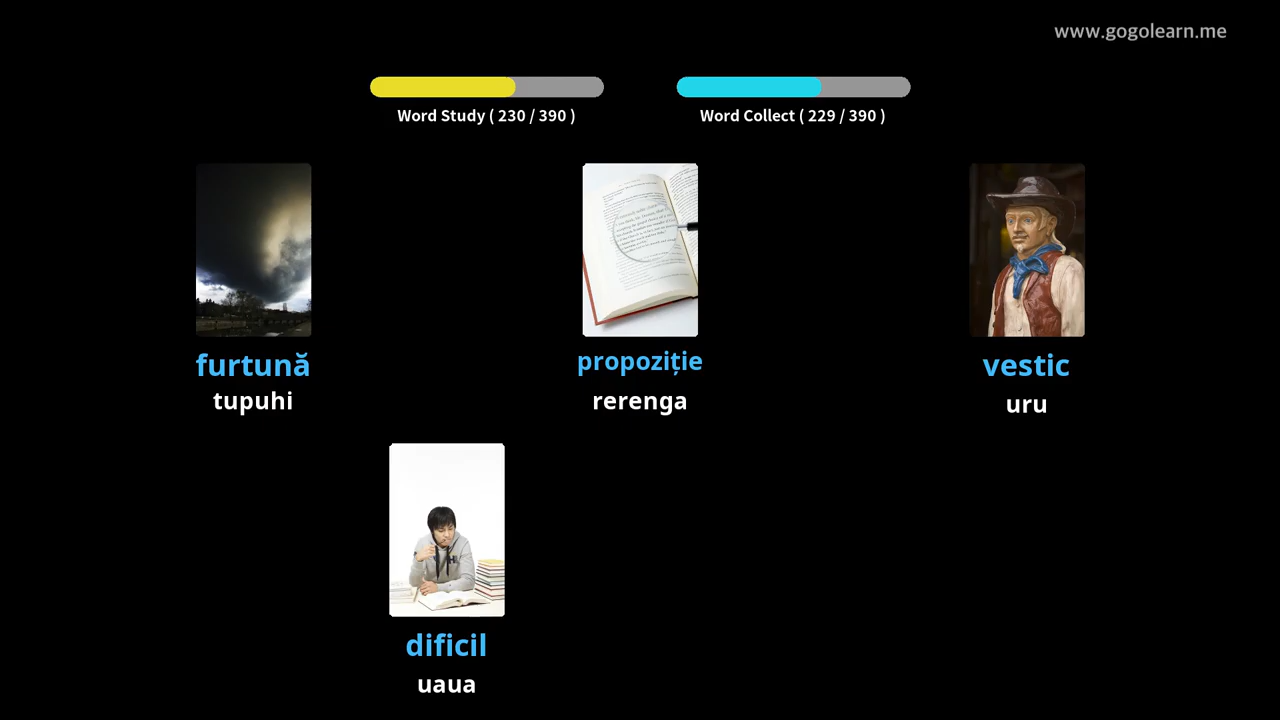 www.gogolearn.me
Word Study ( 230 / 390 )
Word Collect ( 229 / 390 )
furtună
tupuhi
propoziție
rerenga
vestic
uru
dificil
uaua